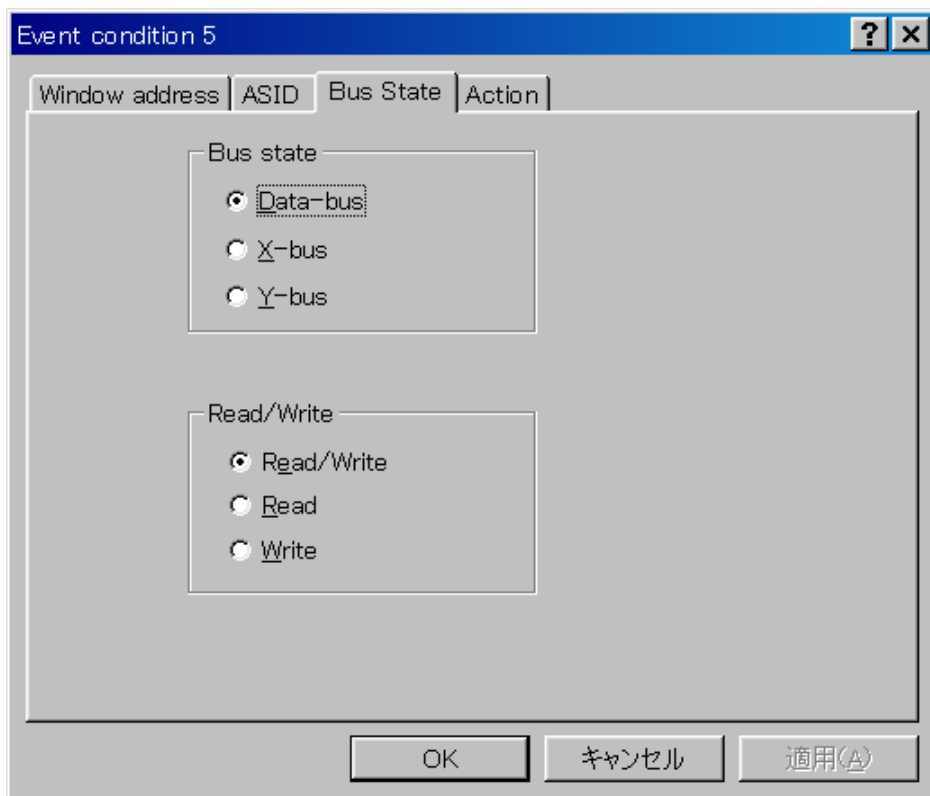 Event condition 5
Window address ASID Bus State Action
Bus state
Data-bus
X-bus
Y-bus
Read/Write
Read/Write
Read
Write
OK キャンセル 適用(A)